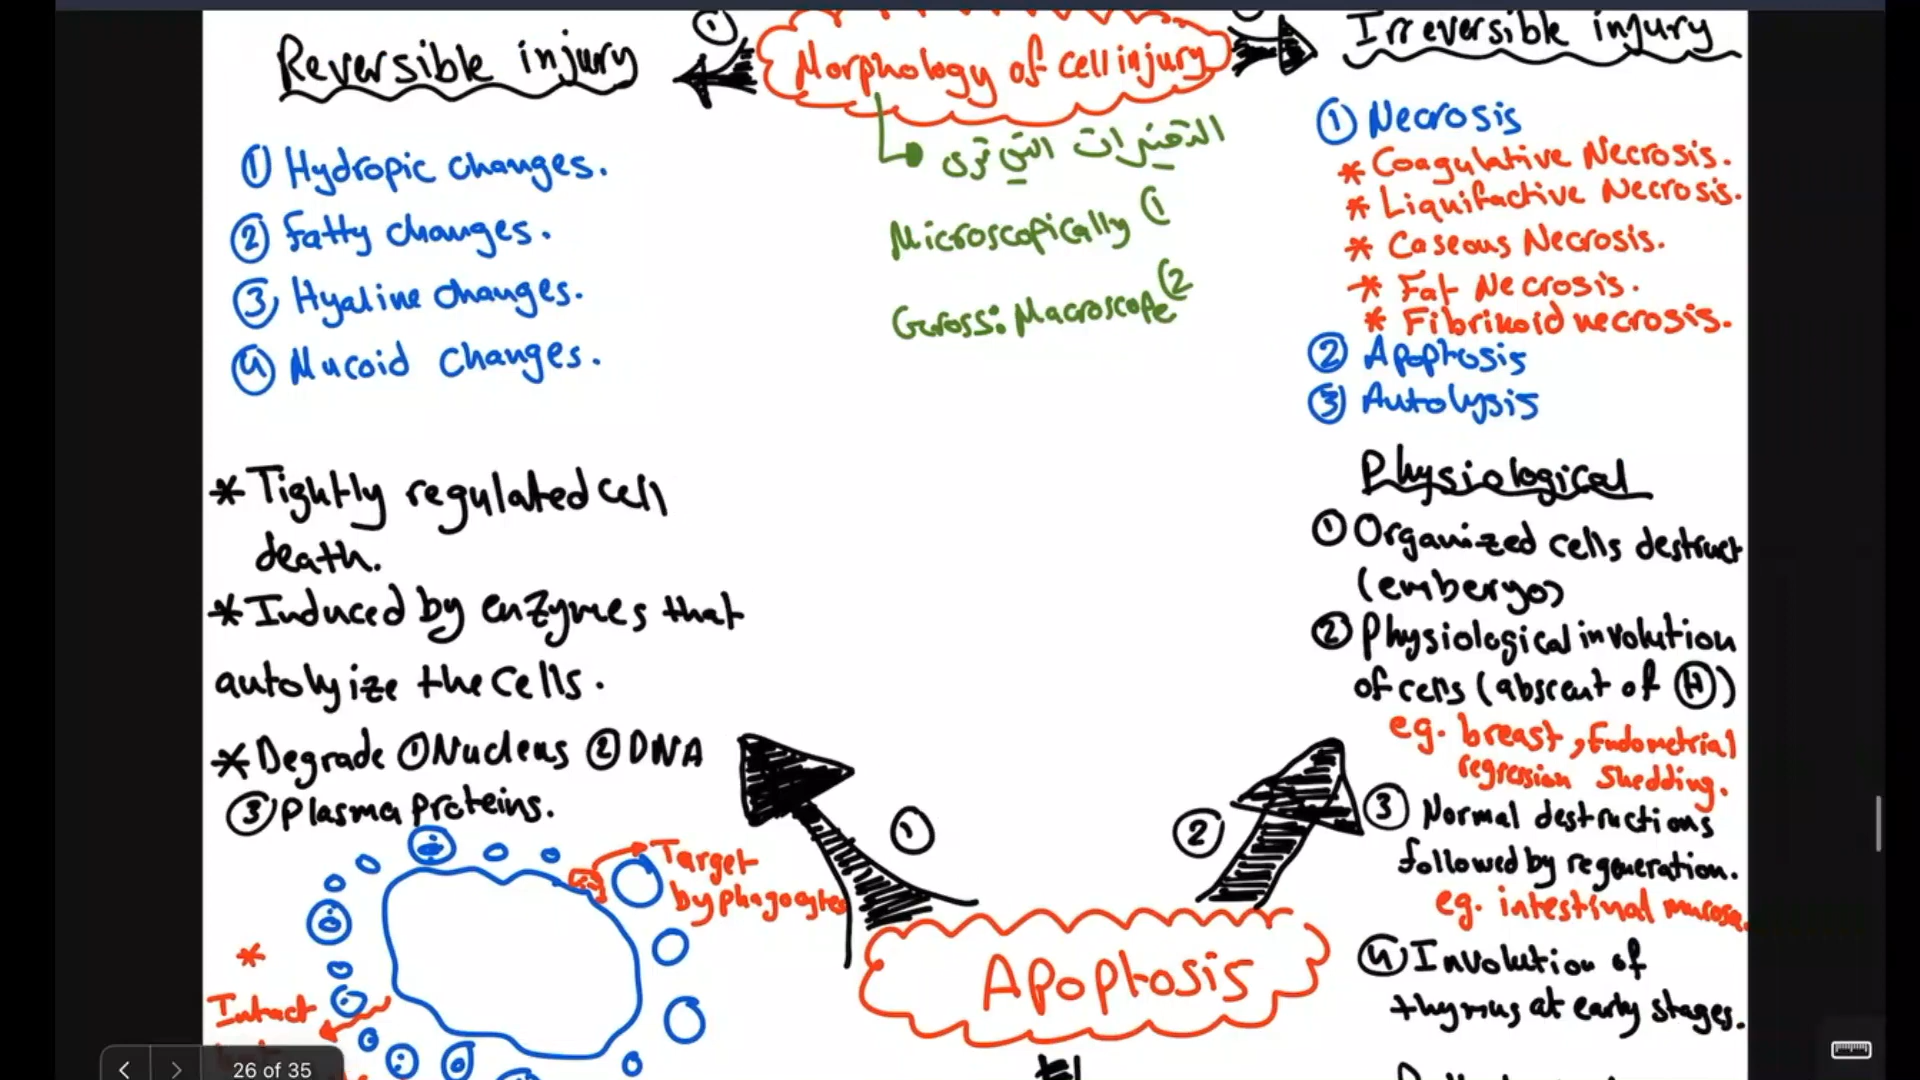 Reversible injury
① Hydropic changes.
② Fatty changes.
③ Hyaline changes.
④ Mucoid changes.
①
Morphology of cell injury
التغيرات التي ترى
Microscopically (1
Gross: Macroscope (2
Irreversible injury
① Necrosis
* Coagulative Necrosis.
* Liquifactive Necrosis.
* Caseous Necrosis.
* Fat Necrosis.
* Fibrinoid necrosis.
② Apoptosis
③ Autolysis
* Tightly regulated cell
death.
* Induced by enzymes that
autolyize the cells.
* Degrade ① Nucleus ② DNA
③ Plasma proteins.
Target
by phagocytes
*
Intact
①
②
Apoptosis
Physiological
① Organized cells destruct
(embergyo)
② Physiological involution
of cells (abscent of Ⓗ)
eg. breast, Endometrial
regression shedding.
③ Normal destructions
followed by regeneration.
eg. intestinal mucosa.
④ Involution of
thymus at early stages.
26 of 35